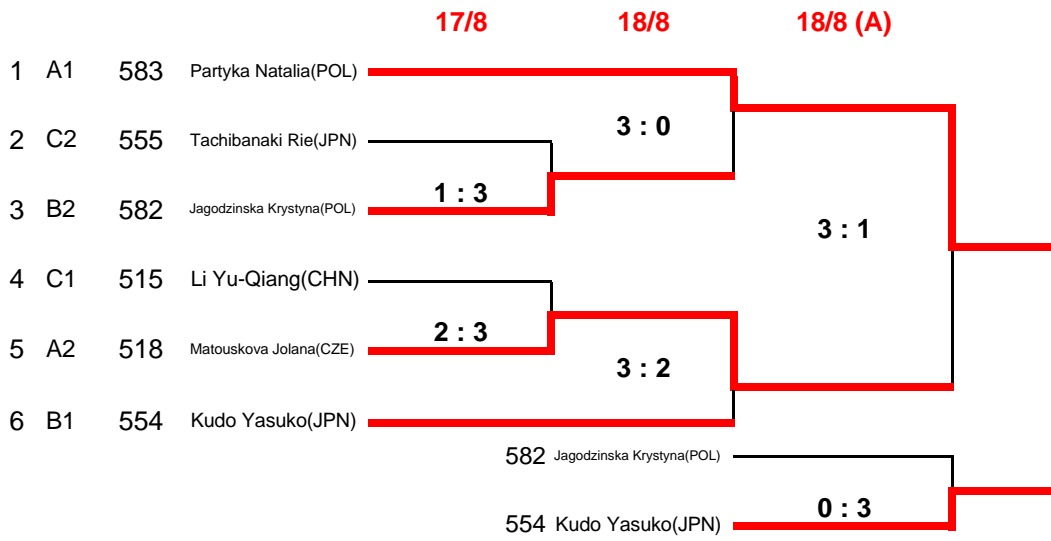 17/8 18/8 18/8 (A)
1 A1 583 Partyka Natalia(POL)
3 : 0
2 C2 555 Tachibanaki Rie(JPN)
1 : 3
3 B2 582 Jagodzinska Krystyna(POL)
3 : 1
4 C1 515 Li Yu-Qiang(CHN)
2 : 3
5 A2 518 Matouskova Jolana(CZE)
3 : 2
6 B1 554 Kudo Yasuko(JPN)
582 Jagodzinska Krystyna(POL)
0 : 3
554 Kudo Yasuko(JPN)